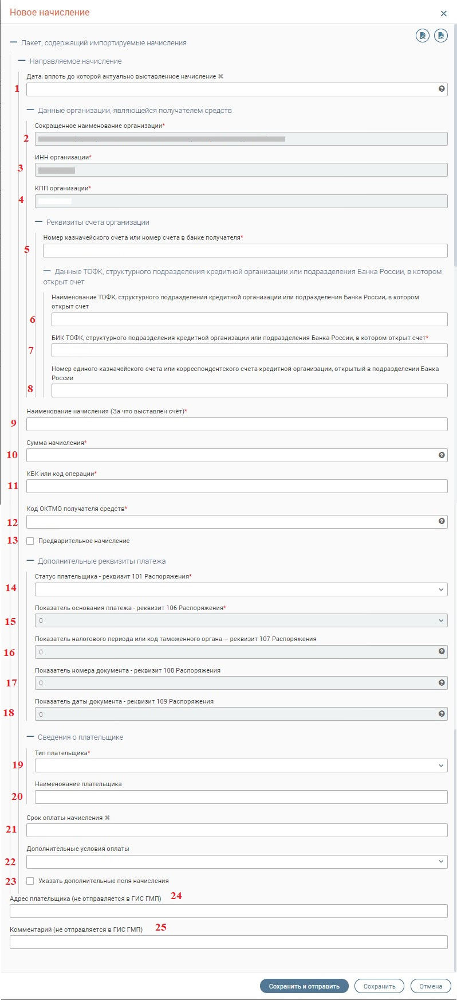 Новое начисление
Пакет, содержащий импортируемые начисления
Направляемое начисление
Дата, вплоть до которой актуально выставленное начисление
1
Данные организации, являющейся получателем средств
Сокращенное наименование организации*
2
ИНН организации*
3
КПП организации*
4
Реквизиты счета организации
Номер казначейского счета или номер счета в банке получателя*
5
Данные ТОФК, структурного подразделения кредитной организации или подразделения Банка России, в котором
открыт счет
Наименование ТОФК, структурного подразделения кредитной организации или подразделения Банка России, в котором
открыт счет
6
БИК ТОФК, структурного подразделения кредитной организации или подразделения Банка России, в котором открыт счет*
7
Номер единого казначейского счета или корреспондентского счета кредитной организации, открытый в подразделении Банка
России
8
Наименование начисления (За что выставлен счёт)*
9
Сумма начисления*
10
КБК или код операции*
11
Код ОКТМО получателя средств*
12
13 Предварительное начисление
Дополнительные реквизиты платежа
Статус плательщика - реквизит 101 Распоряжения*
14
Показатель основания платежа - реквизит 106 Распоряжения*
15 0
Показатель налогового периода или код таможенного органа – реквизит 107 Распоряжения
16 0
Показатель номера документа - реквизит 108 Распоряжения
17 0
Показатель даты документа - реквизит 109 Распоряжения
18 0
Сведения о плательщике
Тип плательщика*
19
Наименование плательщика
20
Срок оплаты начисления
21
Дополнительные условия оплаты
22
23 Указать дополнительные поля начисления
Адрес плательщика (не отправляется в ГИС ГМП) 24
Комментарий (не отправляется в ГИС ГМП) 25
Сохранить и отправить Сохранить Отмена